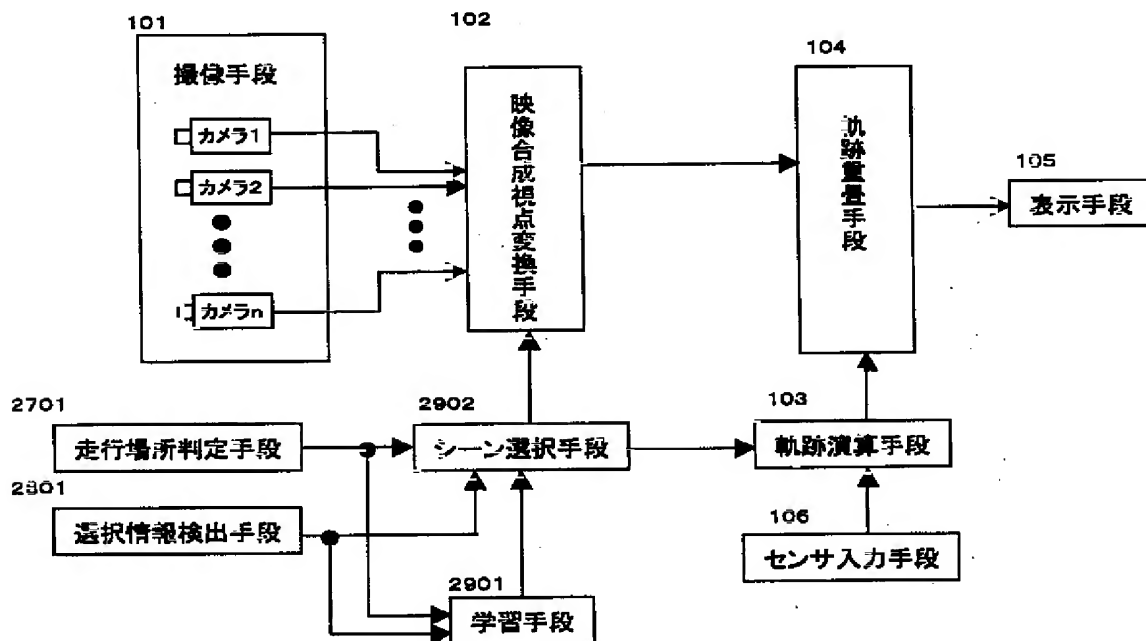 101
撮像手段
カメラ1
カメラ2
カメラn
102
映像合成視点変換手段
104
軌跡重畳手段
105
表示手段
2701
走行場所判定手段
2902
シーン選択手段
103
軌跡演算手段
2801
選択情報検出手段
106
センサ入力手段
2901
学習手段